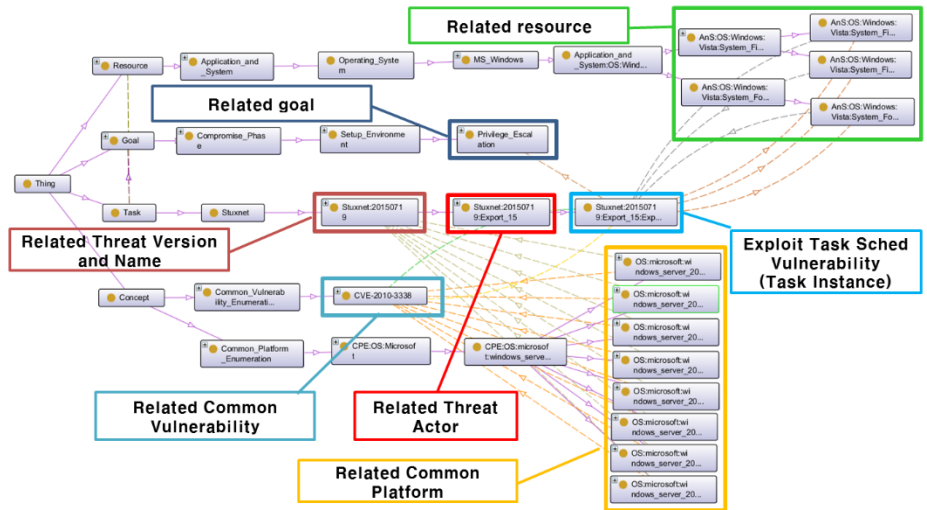 Related resource
AnS:OS:Windows:
Vista:System_Fi...
AnS:OS:Windows:
Vista:System_Fi...
Resource
Application_and
_System
Operating_Syste
m
MS_Windows
Application_and
_System:OS:Wind...
AnS:OS:Windows:
Vista:System_Fi...
AnS:OS:Windows:
Vista:System_Fo...
AnS:OS:Windows:
Vista:System_Fo...
Related goal
Goal
Compromise_Phas
e
Setup_Environme
nt
Privilege_Escal
ation
Thing
Task
Stuxnet
Stuxnet:2015071
9
Stuxnet:2015071
9:Export_15
Stuxnet:2015071
9:Export_15:Exp...
Related Threat Version
and Name
Exploit Task Sched
Vulnerability
(Task Instance)
Concept
Common_Vulnerab
ility_Enumerati...
CVE-2010-3338
Common_Platform
_Enumeration
CPE:OS:Microsof
t
CPE:OS:microsof
t:windows_serve...
OS:microsoft:wi
ndows_server_20...
OS:microsoft:wi
ndows_server_20...
OS:microsoft:wi
ndows_server_20...
OS:microsoft:wi
ndows_server_20...
OS:microsoft:wi
ndows_server_20...
OS:microsoft:wi
ndows_server_20...
OS:microsoft:wi
ndows_server_20...
OS:microsoft:wi
ndows_server_20...
Related Common
Vulnerability
Related Threat
Actor
Related Common
Platform